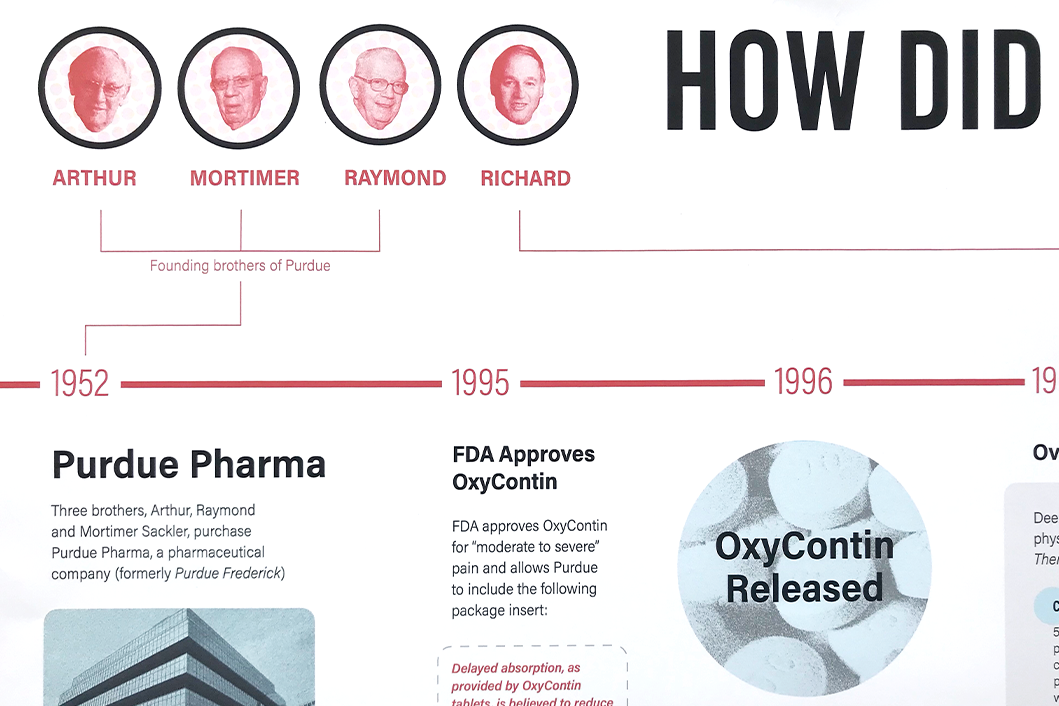 HOW DID
ARTHUR
MORTIMER
RAYMOND
RICHARD
Founding brothers of Purdue
1952
1995
1996
19
Purdue Pharma
Three brothers, Arthur, Raymond
and Mortimer Sackler, purchase
Purdue Pharma, a pharmaceutical
company (formerly Purdue Frederick)
FDA Approves
OxyContin
FDA approves OxyContin
for “moderate to severe”
pain and allows Purdue
to include the following
package insert:
Delayed absorption, as
provided by OxyContin
tablets, is believed to reduce
OxyContin
Released
Ov
Dee
phys
Ther